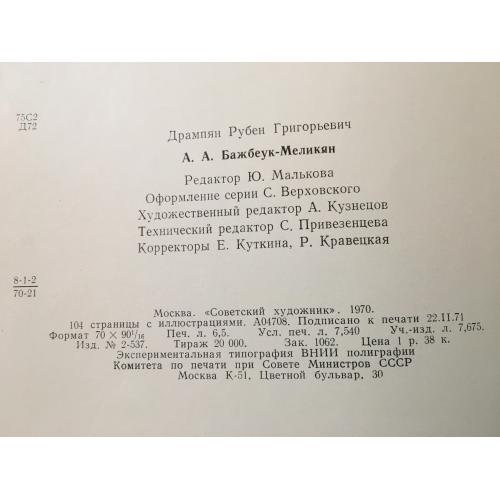 75С2
Д72
Дрампян Рубен Григорьевич
А. А. Бажбеук-Меликян
Редактор Ю. Малькова
Оформление серии С. Верховского
Художественный редактор А. Кузнецов
Технический редактор С. Привезенцева
Корректоры Е. Куткина, Р. Кравецкая
8-1-2
70-21
Москва. «Советский художник». 1970.
104 страницы с иллюстрациями. А04708. Подписано к печати 22.11.71
Формат 70 × 90¹/₁₆ Печ. л. 6,5. Усл. печ. л. 7,540 Уч.-изд. л. 7,675.
Изд. № 2-537. Тираж 20 000. Зак. 1062. Цена 1 р. 38 к.
Экспериментальная типография ВНИИ полиграфии
Комитета по печати при Совете Министров СССР
Москва К-51, Цветной бульвар, 30